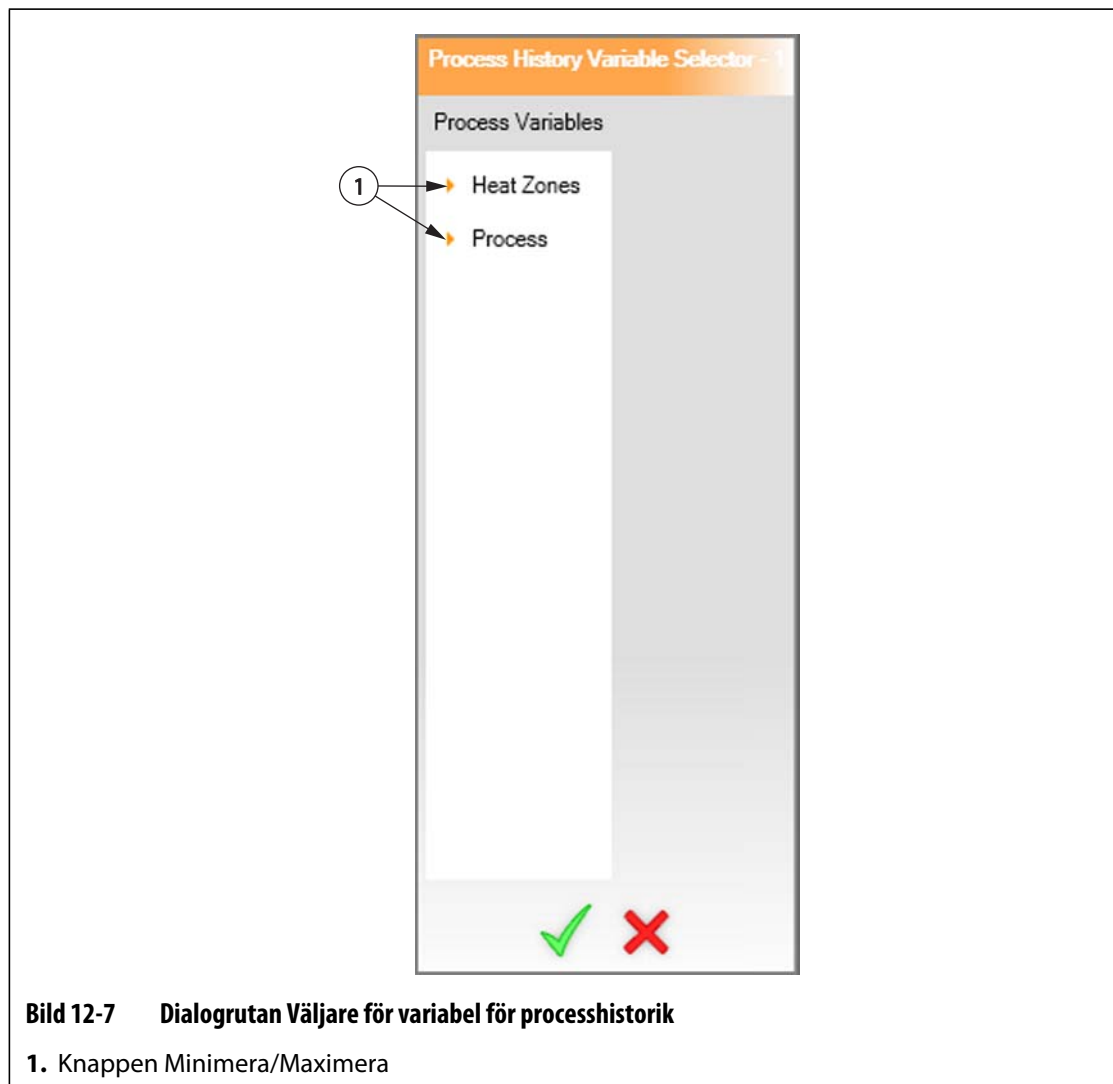 Process History Variable Selector - 1
Process Variables
1
Heat Zones
Process
Bild 12-7 Dialogrutan Väljare för variabel för processhistorik
1. Knappen Minimera/Maximera